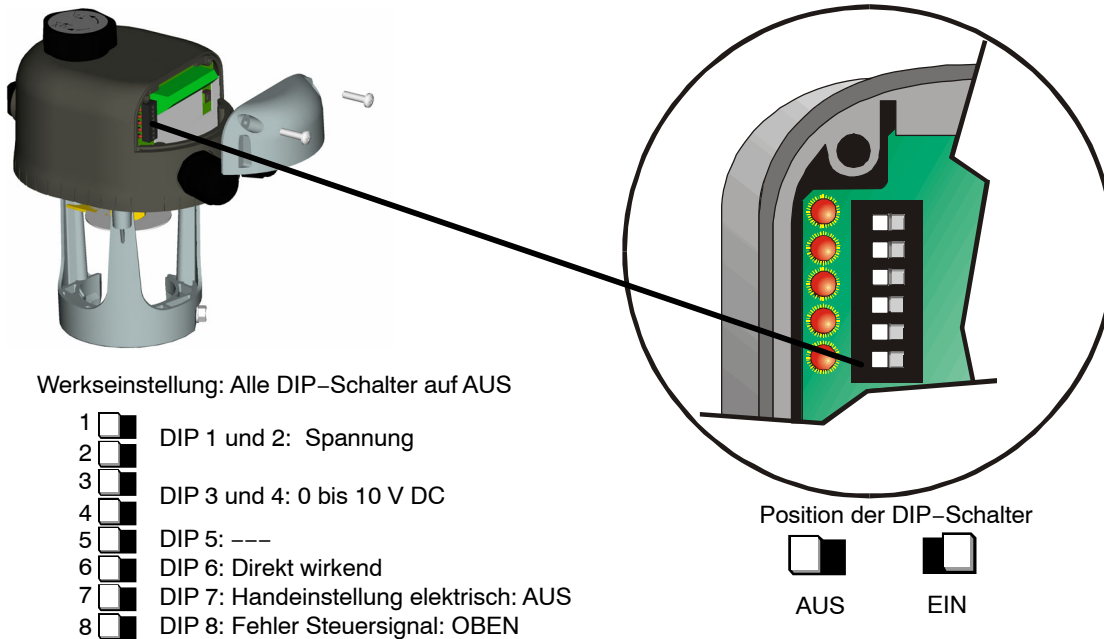 Werkseinstellung: Alle DIP−Schalter auf AUS
1
DIP 1 und 2: Spannung
2
3
DIP 3 und 4: 0 bis 10 V DC
4
5 DIP 5: −−−
6 DIP 6: Direkt wirkend
7 DIP 7: Handeinstellung elektrisch: AUS
8 DIP 8: Fehler Steuersignal: OBEN
Position der DIP−Schalter
AUS EIN